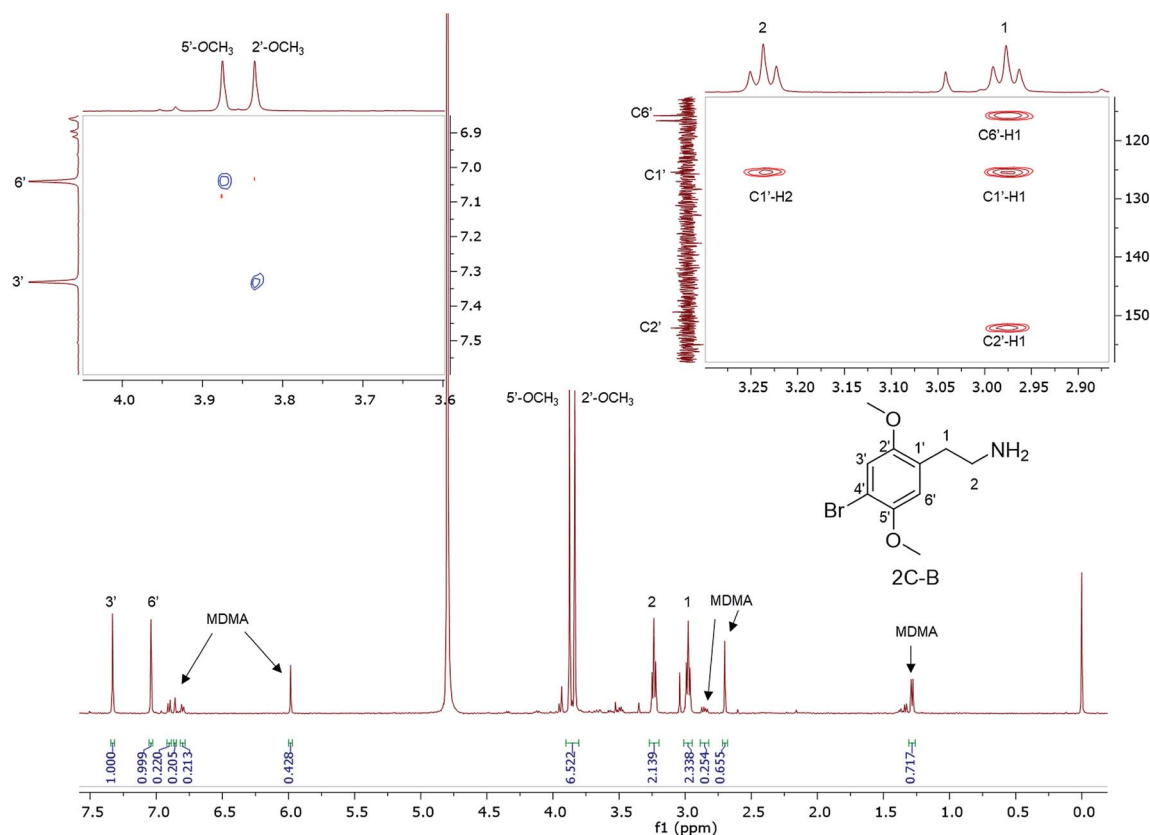 5'-OCH3 2'-OCH3
6'
3'
6.9
7.0
7.1
7.2
7.3
7.4
7.5
4.0 3.9 3.8 3.7 3.6
2 1
C6'
C1'
C2'
C6'-H1
C1'-H2 C1'-H1
C2'-H1
120
130
140
150
3.25 3.20 3.15 3.10 3.05 3.00 2.95 2.90
5'-OCH3 2'-OCH3
O
2' 1' 1 NH2
3' 2
4' 6'
Br 5'
O
2C-B
3' 6' MDMA 2 1 MDMA MDMA
1.000 0.999 0.220 0.205 0.213 0.428 6.522 2.139 2.338 0.254 0.655 0.717
7.5 7.0 6.5 6.0 5.5 5.0 4.5 4.0 3.5 3.0 2.5 2.0 1.5 1.0 0.5 0.0
f1 (ppm)